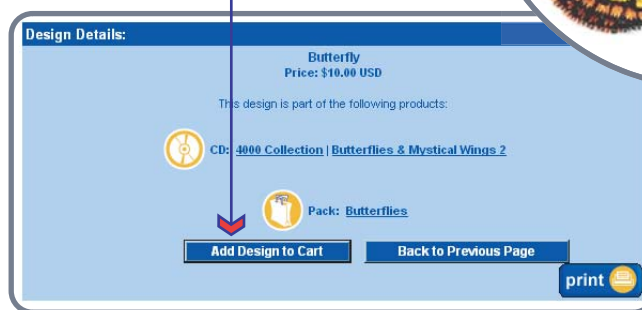 Design Details:
Butterfly
Price: $10.00 USD
This design is part of the following products:
CD: 4000 Collection | Butterflies & Mystical Wings 2
Pack: Butterflies
Add Design to Cart Back to Previous Page
print